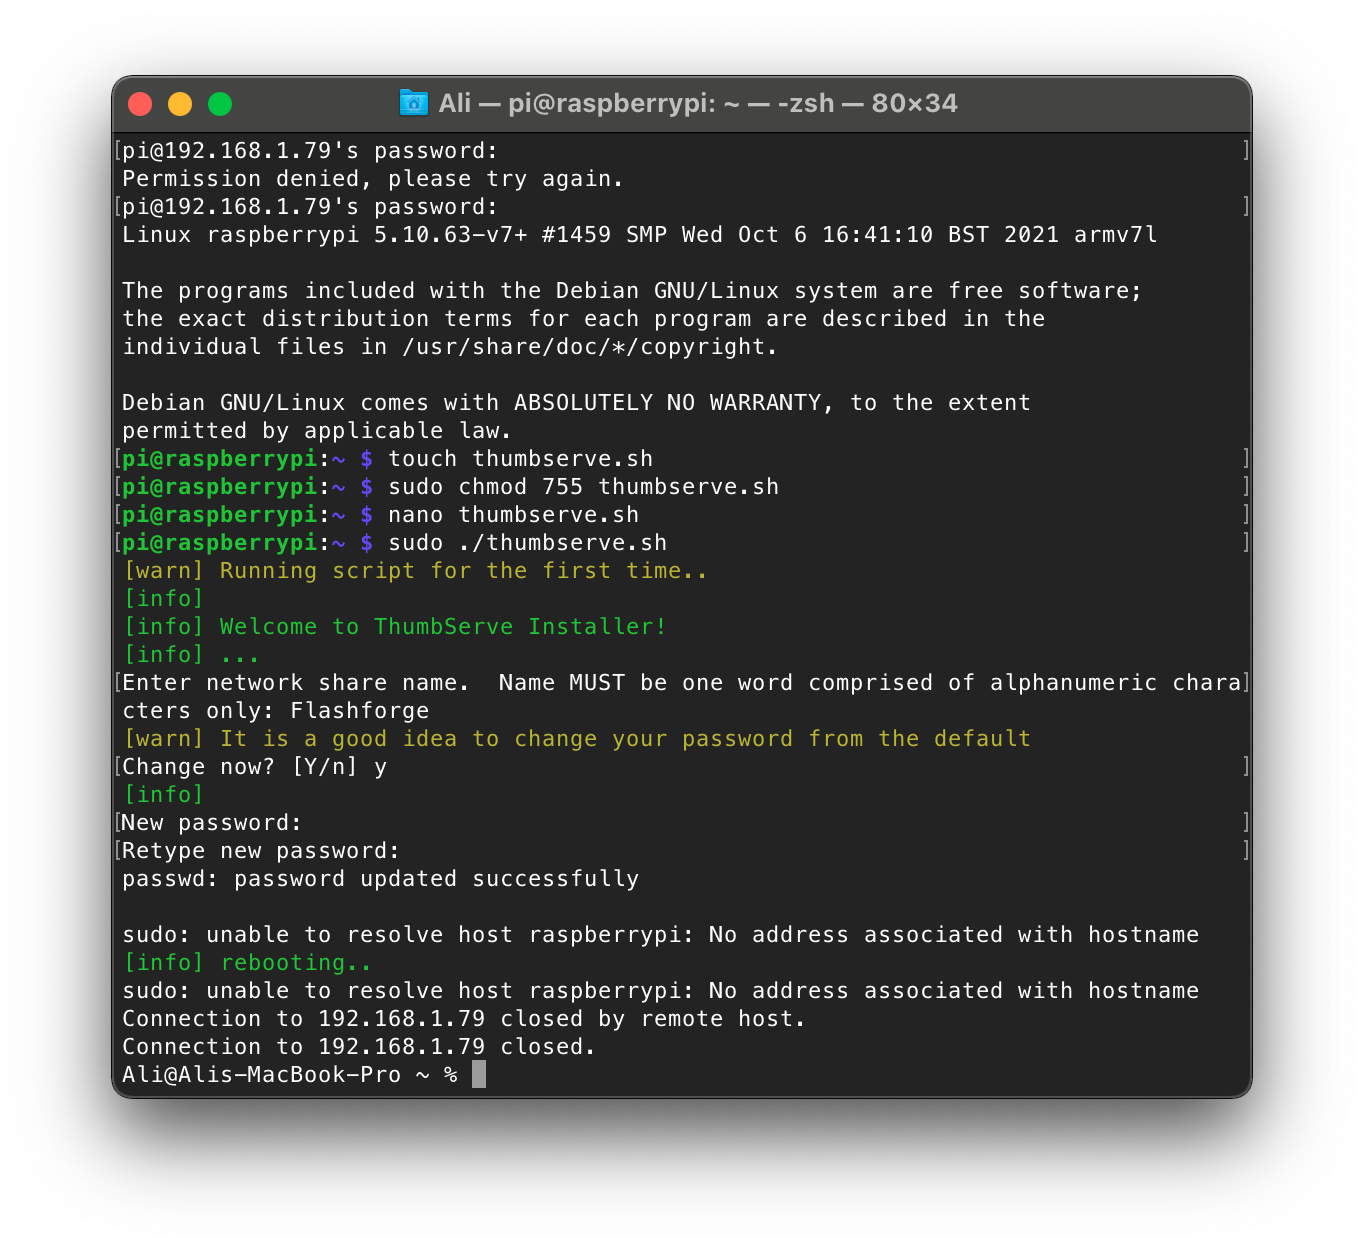 Ali — pi@raspberrypi: ~ — -zsh — 80×34
[pi@192.168.1.79's password: ]
Permission denied, please try again.
[pi@192.168.1.79's password: ]
Linux raspberrypi 5.10.63-v7+ #1459 SMP Wed Oct 6 16:41:10 BST 2021 armv7l
The programs included with the Debian GNU/Linux system are free software;
the exact distribution terms for each program are described in the
individual files in /usr/share/doc/*/copyright.
Debian GNU/Linux comes with ABSOLUTELY NO WARRANTY, to the extent
permitted by applicable law.
[pi@raspberrypi:~ $ touch thumbserve.sh ]
[pi@raspberrypi:~ $ sudo chmod 755 thumbserve.sh ]
[pi@raspberrypi:~ $ nano thumbserve.sh ]
[pi@raspberrypi:~ $ sudo ./thumbserve.sh ]
[warn] Running script for the first time..
[info]
[info] Welcome to ThumbServe Installer!
[info] ...
[Enter network share name.  Name MUST be one word comprised of alphanumeric chara]
cters only: Flashforge
[warn] It is a good idea to change your password from the default
[Change now? [Y/n] y ]
[info]
[New password: ]
[Retype new password: ]
passwd: password updated successfully
sudo: unable to resolve host raspberrypi: No address associated with hostname
[info] rebooting..
sudo: unable to resolve host raspberrypi: No address associated with hostname
Connection to 192.168.1.79 closed by remote host.
Connection to 192.168.1.79 closed.
Ali@Alis-MacBook-Pro ~ %